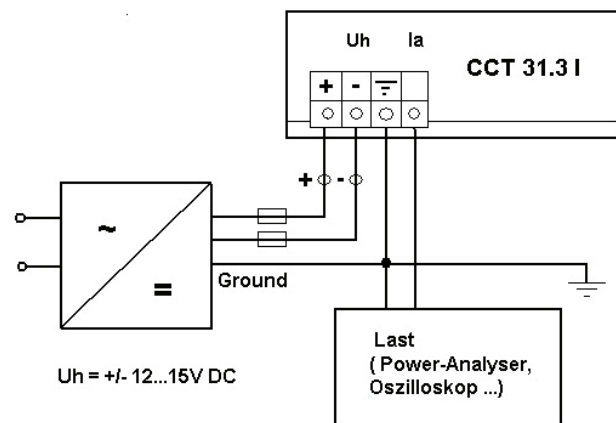 Uh Ia
CCT 31.3 I
+ -
+ -
~
=
Ground
Uh = +/- 12...15V DC
Last
( Power-Analyser,
Oszilloskop ...)